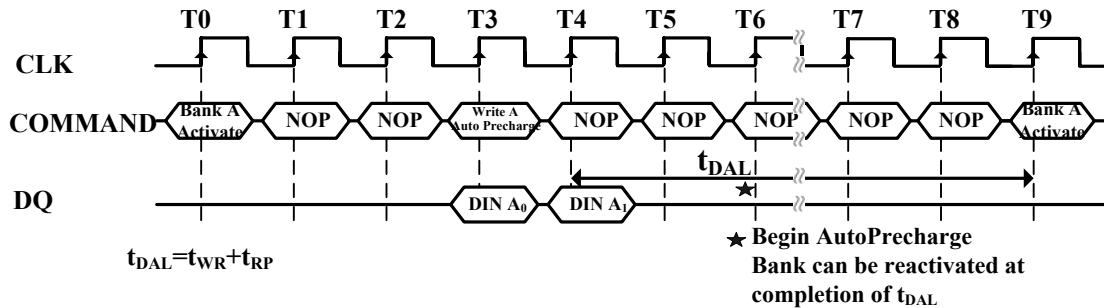 T0 T1 T2 T3 T4 T5 T6 T7 T8 T9
CLK
COMMAND
Bank A Activate NOP NOP Write A Auto Precharge NOP NOP NOP NOP NOP Bank A Activate
tDAL
DQ
DIN A0 DIN A1
tDAL=tWR+tRP
★ Begin AutoPrecharge
Bank can be reactivated at
completion of tDAL